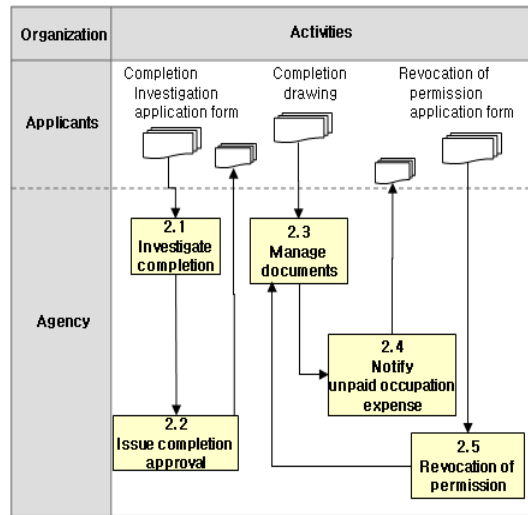 Organization
Activities
Applicants
Completion
Investigation
application form
Completion
drawing
Revocation of
permission
application form
Agency
2.1
Investigate
completion
2.3
Manage
documents
2.4
Notify
unpaid occupation
expense
2.2
Issue completion
approval
2.5
Revocation of
permission